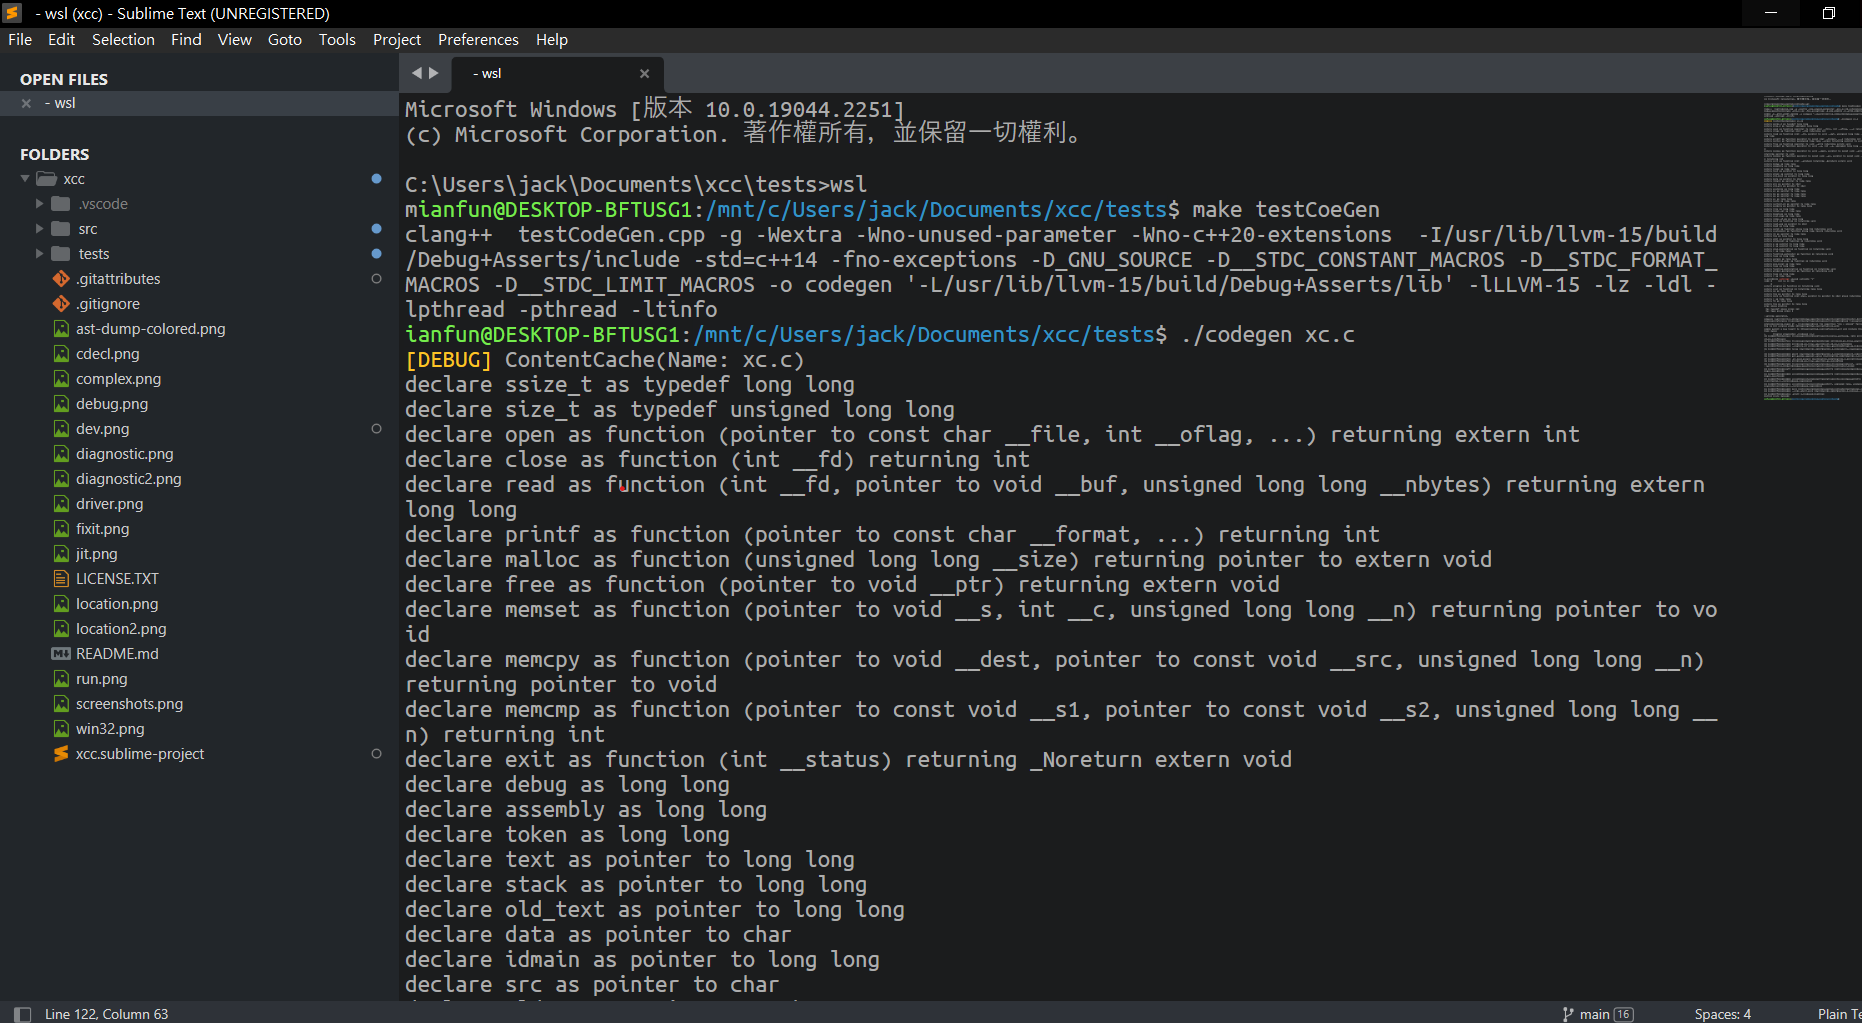 - wsl (xcc) - Sublime Text (UNREGISTERED)
File Edit Selection Find View Goto Tools Project Preferences Help
OPEN FILES
- wsl
FOLDERS
xcc
.vscode
src
tests
.gitattributes
.gitignore
ast-dump-colored.png
cdecl.png
complex.png
debug.png
dev.png
diagnostic.png
diagnostic2.png
driver.png
fixit.png
jit.png
LICENSE.TXT
location.png
location2.png
README.md
run.png
screenshots.png
win32.png
xcc.sublime-project
- wsl
Microsoft Windows [版本 10.0.19044.2251]
(c) Microsoft Corporation. 著作權所有，並保留一切權利。
C:\Users\jack\Documents\xcc\tests>wsl
mianfun@DESKTOP-BFTUSG1:/mnt/c/Users/jack/Documents/xcc/tests$ make testCoeGen
clang++  testCodeGen.cpp -g -Wextra -Wno-unused-parameter -Wno-c++20-extensions  -I/usr/lib/llvm-15/build
/Debug+Asserts/include -std=c++14 -fno-exceptions -D_GNU_SOURCE -D__STDC_CONSTANT_MACROS -D__STDC_FORMAT_
MACROS -D__STDC_LIMIT_MACROS -o codegen '-L/usr/lib/llvm-15/build/Debug+Asserts/lib' -lLLVM-15 -lz -ldl -
lpthread -pthread -ltinfo
ianfun@DESKTOP-BFTUSG1:/mnt/c/Users/jack/Documents/xcc/tests$ ./codegen xc.c
[DEBUG] ContentCache(Name: xc.c)
declare ssize_t as typedef long long
declare size_t as typedef unsigned long long
declare open as function (pointer to const char __file, int __oflag, ...) returning extern int
declare close as function (int __fd) returning int
declare read as function (int __fd, pointer to void __buf, unsigned long long __nbytes) returning extern
long long
declare printf as function (pointer to const char __format, ...) returning int
declare malloc as function (unsigned long long __size) returning pointer to extern void
declare free as function (pointer to void __ptr) returning extern void
declare memset as function (pointer to void __s, int __c, unsigned long long __n) returning pointer to vo
id
declare memcpy as function (pointer to void __dest, pointer to const void __src, unsigned long long __n)
returning pointer to void
declare memcmp as function (pointer to const void __s1, pointer to const void __s2, unsigned long long __
n) returning int
declare exit as function (int __status) returning _Noreturn extern void
declare debug as long long
declare assembly as long long
declare token as long long
declare text as pointer to long long
declare stack as pointer to long long
declare old_text as pointer to long long
declare data as pointer to char
declare idmain as pointer to long long
declare src as pointer to char
Line 122, Column 63
main 16
Spaces: 4
Plain Te